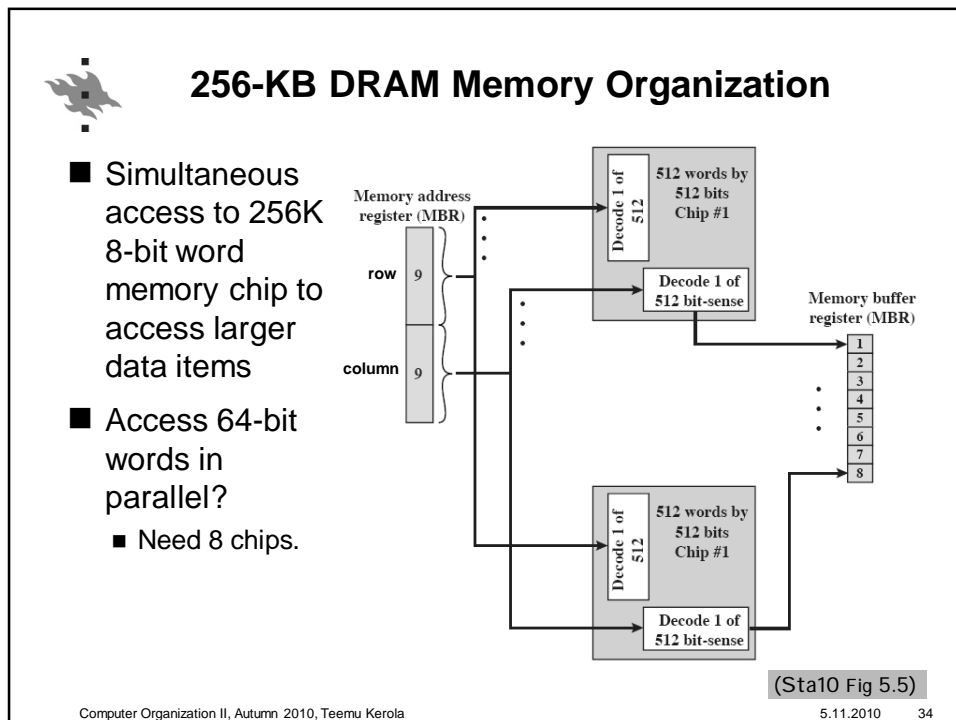 256-KB DRAM Memory Organization
Simultaneous
access to 256K
8-bit word
memory chip to
access larger
data items
Access 64-bit
words in
parallel?
Need 8 chips.
Memory address
register (MBR)
row
9
column
9
Decode 1 of
512
512 words by
512 bits
Chip #1
Decode 1 of
512 bit-sense
Memory buffer
register (MBR)
1
2
3
4
5
6
7
8
Decode 1 of
512
512 words by
512 bits
Chip #1
Decode 1 of
512 bit-sense
(Sta10 Fig 5.5)
Computer Organization II, Autumn 2010, Teemu Kerola 5.11.2010 34